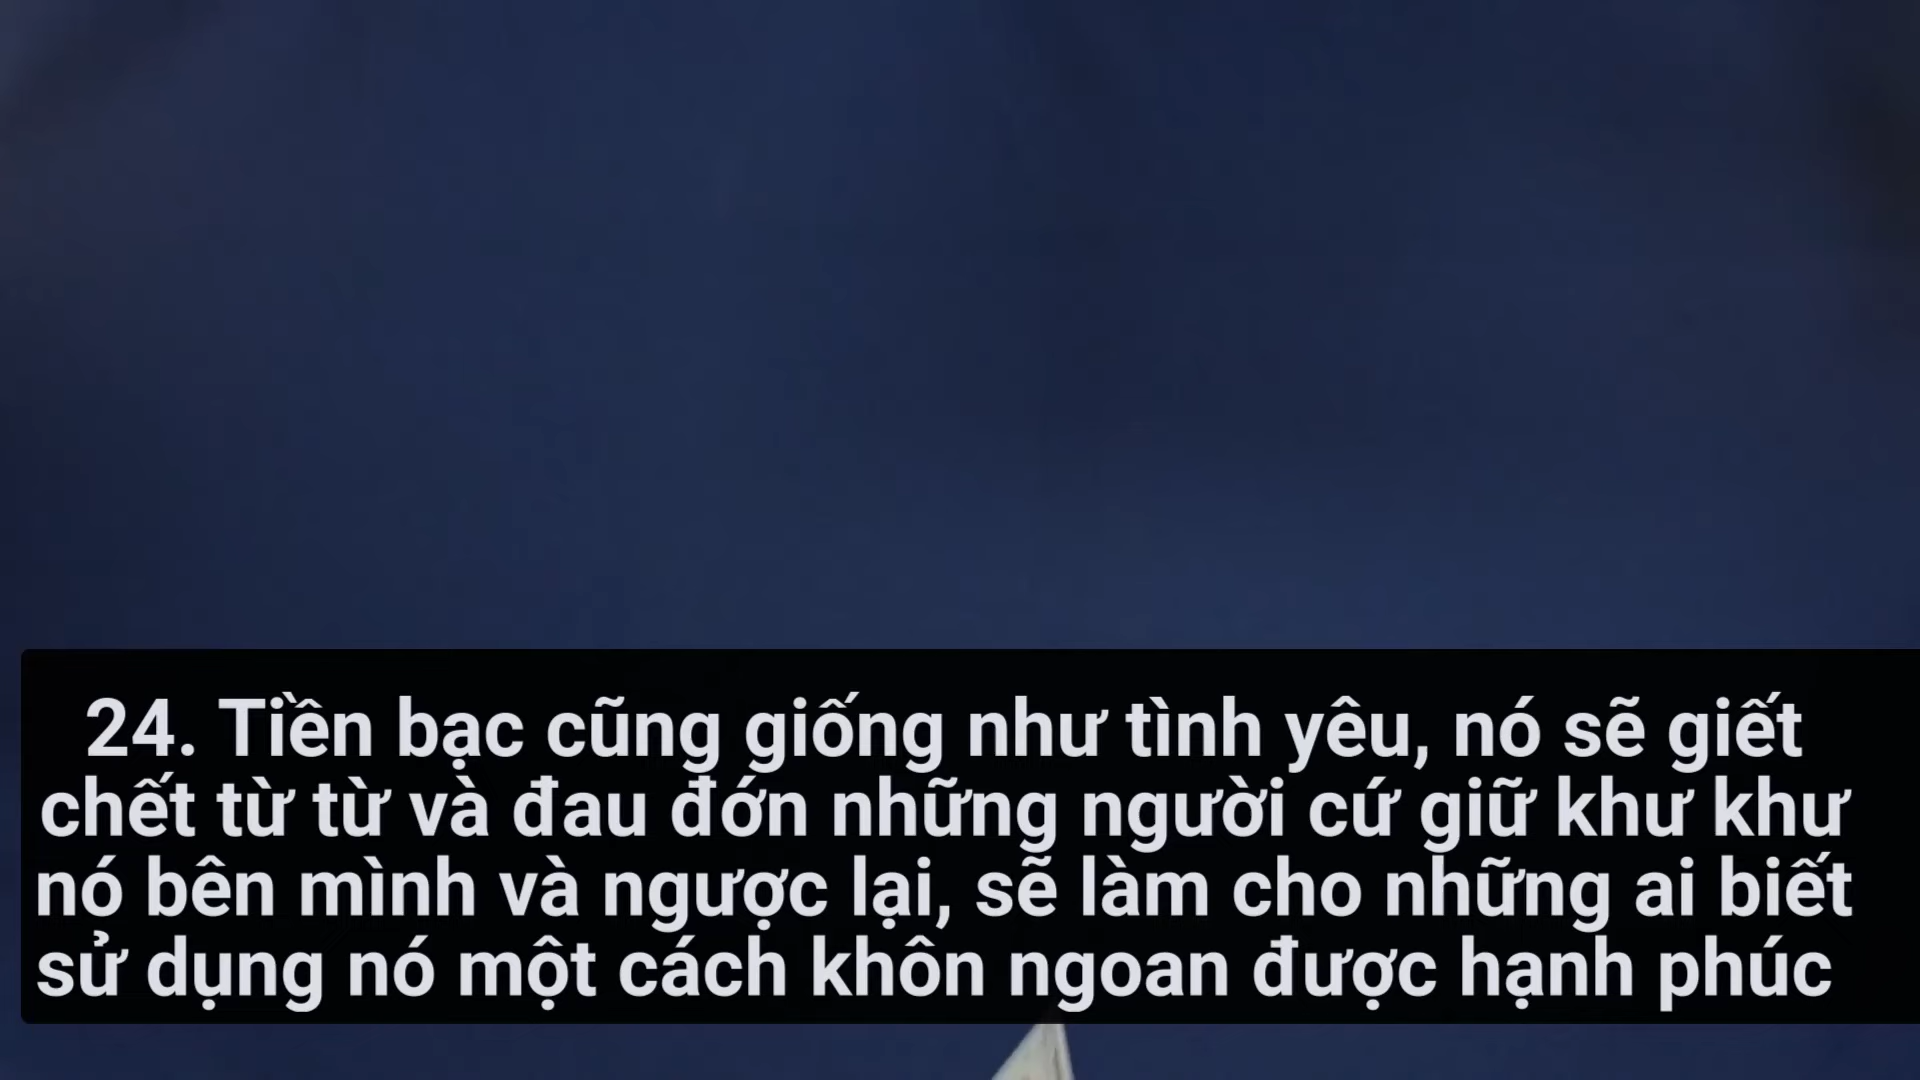 24. Tiền bạc cũng giống như tình yêu, nó sẽ giết
chết từ từ và đau đớn những người cứ giữ khư khư
nó bên mình và ngược lại, sẽ làm cho những ai biết
sử dụng nó một cách khôn ngoan được hạnh phúc